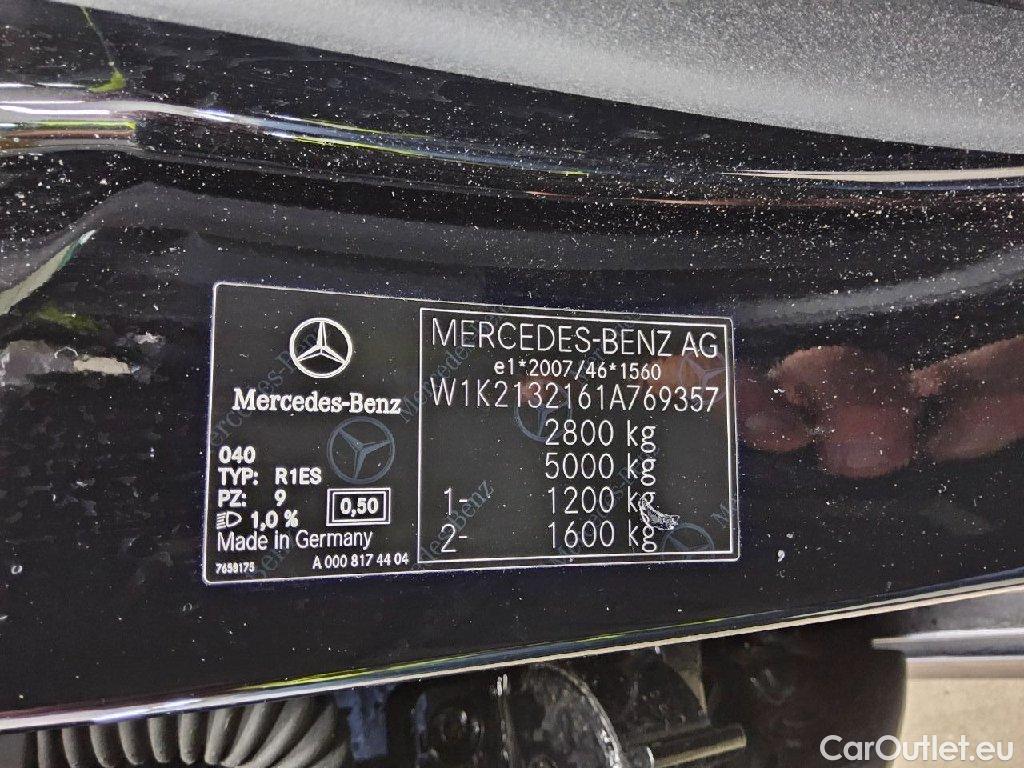 Mercedes-Benz
040
TYP: R1ES
PZ: 9
1,0 %
0,50
Made in Germany
7658175
A 000 817 44 04
MERCEDES-BENZ AG
e1*2007/46*1560
W1K2132161A769357
2800 kg
5000 kg
1- 1200 kg
2- 1600 kg
CarOutlet.eu